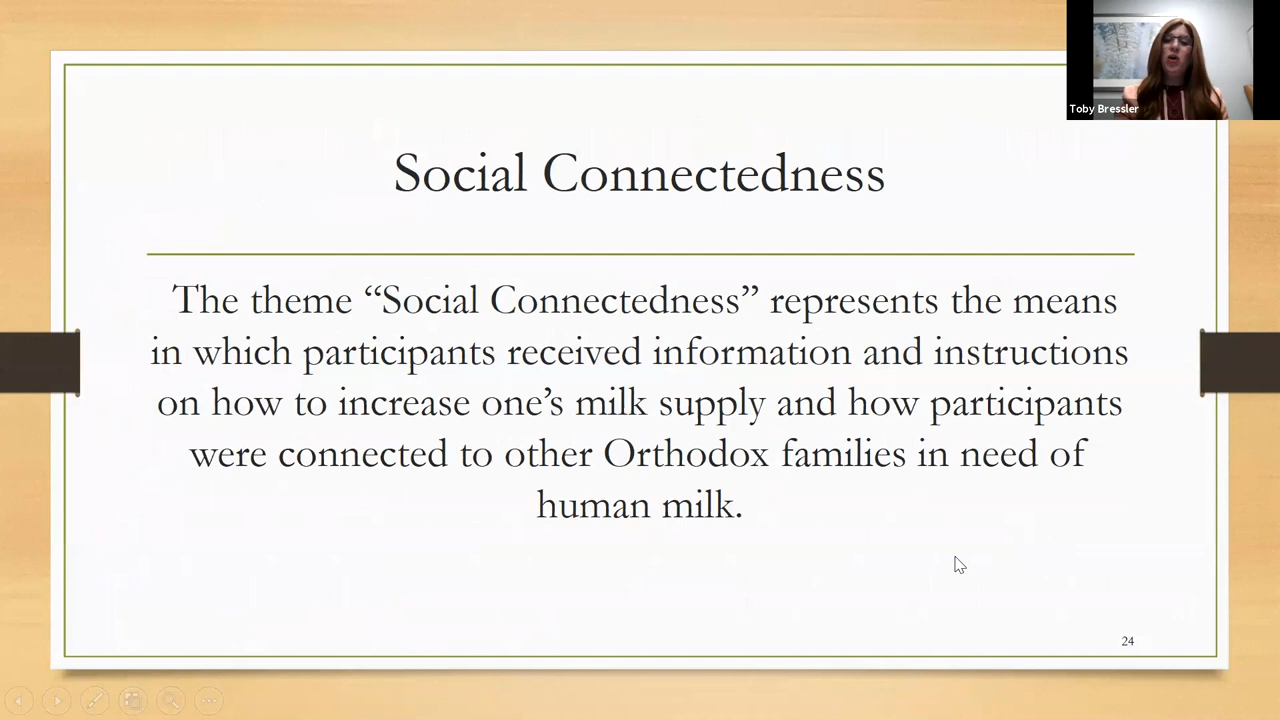 Toby Bressler
Social Connectedness
The theme “Social Connectedness” represents the means
in which participants received information and instructions
on how to increase one’s milk supply and how participants
were connected to other Orthodox families in need of
human milk.
24